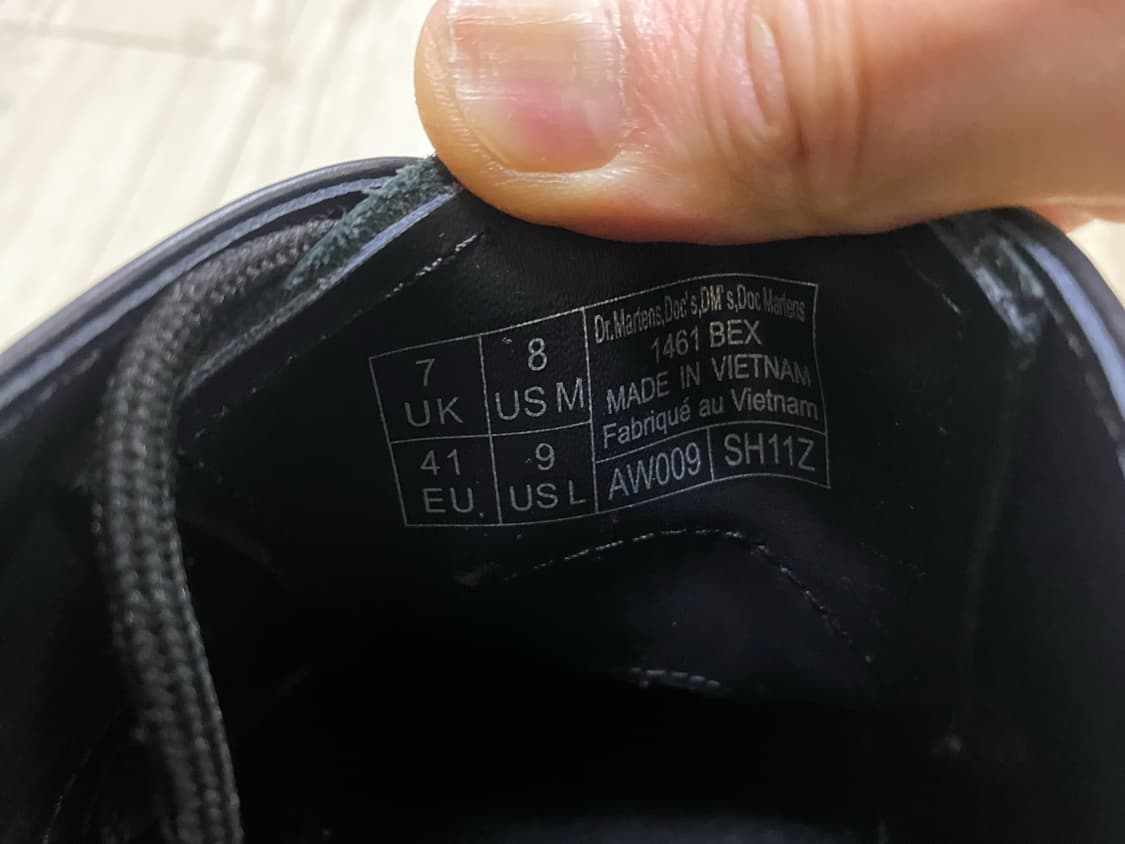 7
UK
8
US M
41
EU
9
US L
Dr.Martens,Doc's,DM's,Doc Martens
1461 BEX
MADE IN VIETNAM
Fabriqué au Vietnam
AW009
SH11Z